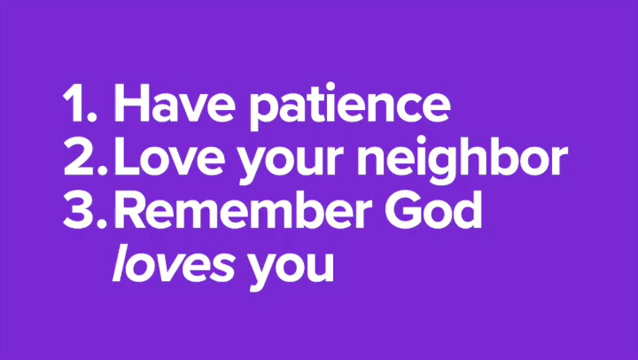 1. Have patience
2. Love your neighbor
3. Remember God
loves you